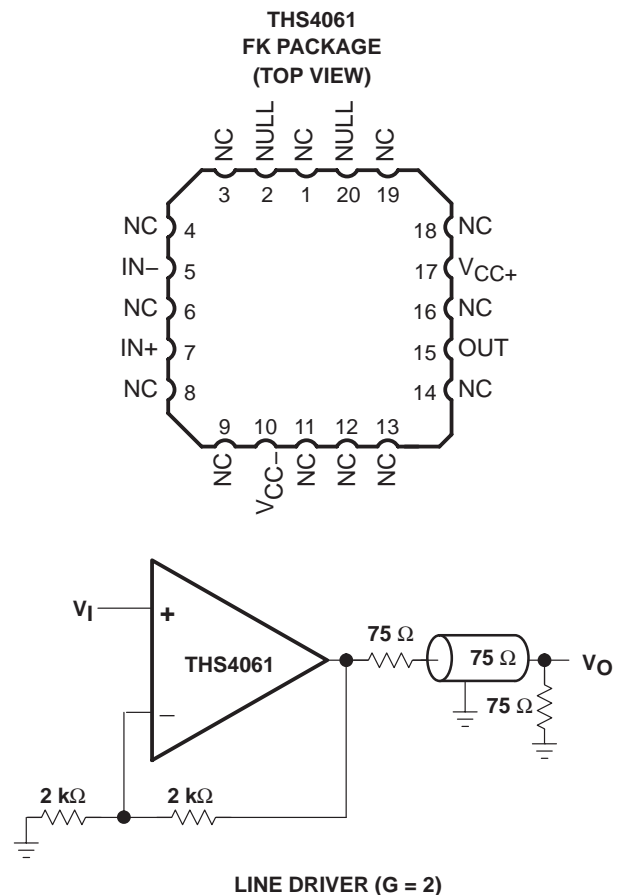 THS4061
FK PACKAGE
(TOP VIEW)
NC NULL NC NULL NC
3 2 1 20 19
NC 4 18 NC
IN– 5 17 VCC+
NC 6 16 NC
IN+ 7 15 OUT
NC 8 14 NC
9 10 11 12 13
NC VCC– NC NC NC
VI + THS4061 – 75 Ω 75 Ω VO
75 Ω
2 kΩ 2 kΩ
LINE DRIVER (G = 2)